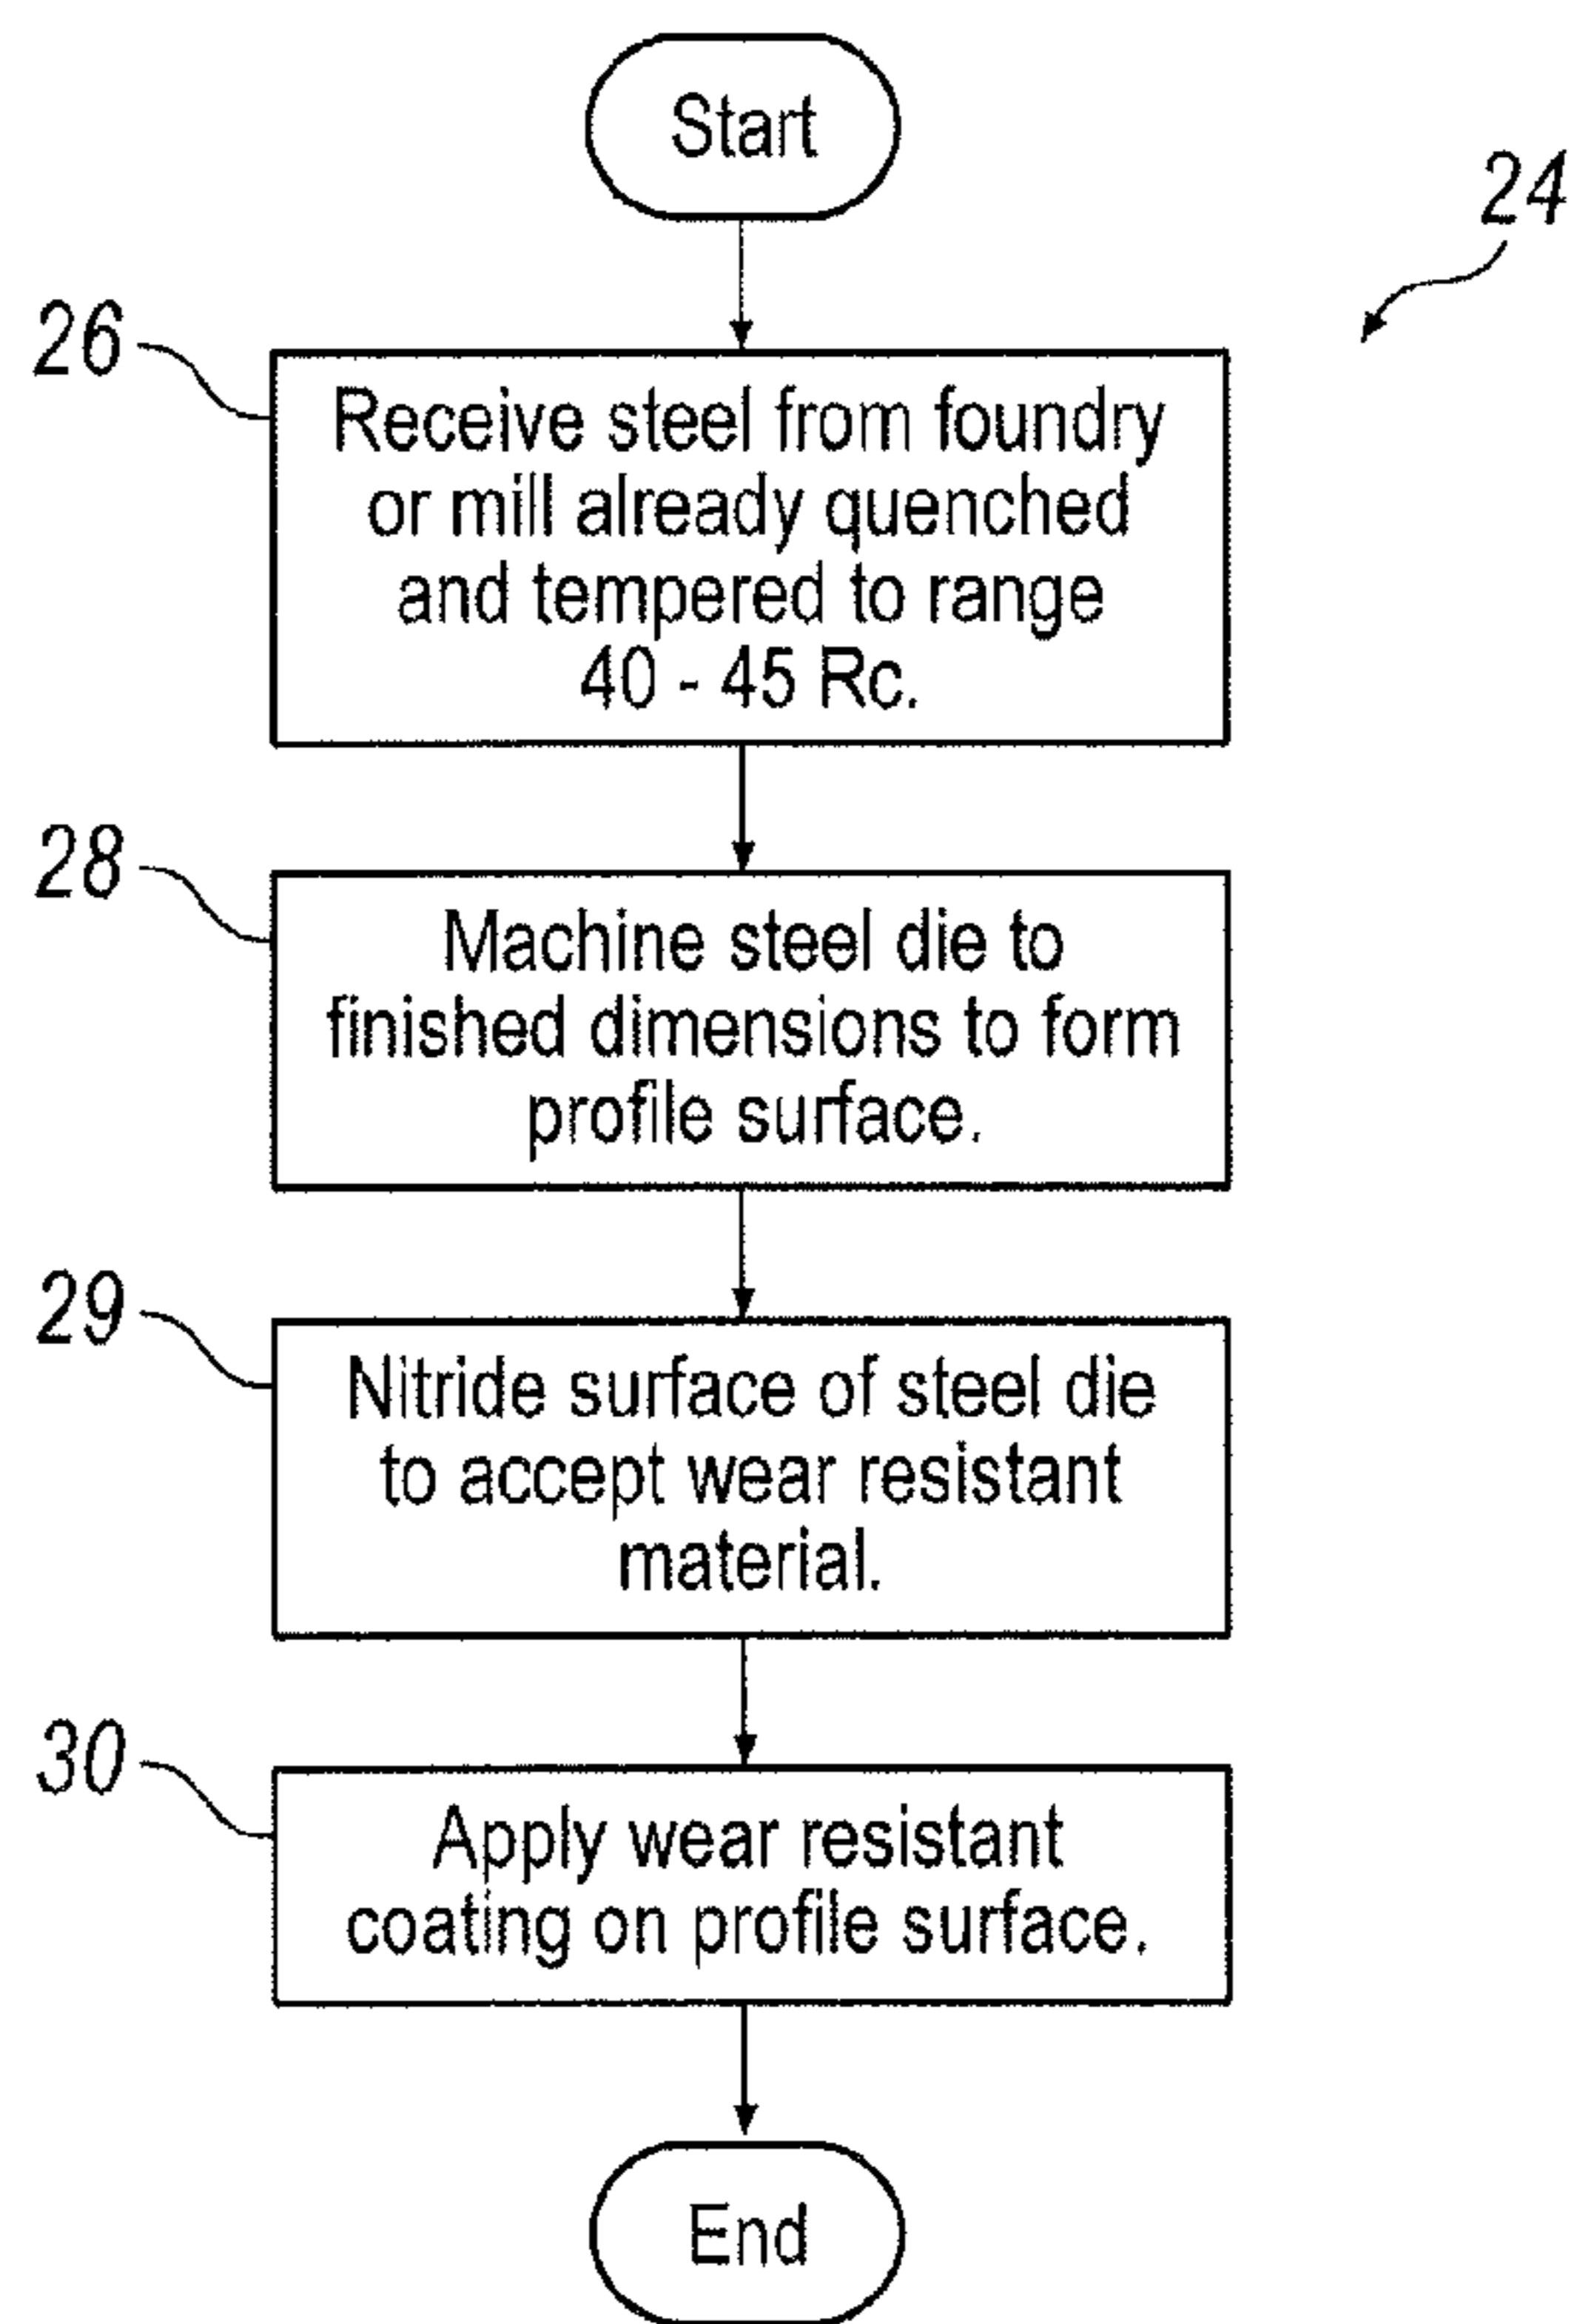 Start
24
26
Receive steel from foundry
or mill already quenched
and tempered to range
40 - 45 Rc.
28
Machine steel die to
finished dimensions to form
profile surface.
29
Nitride surface of steel die
to accept wear resistant
material.
30
Apply wear resistant
coating on profile surface.
End